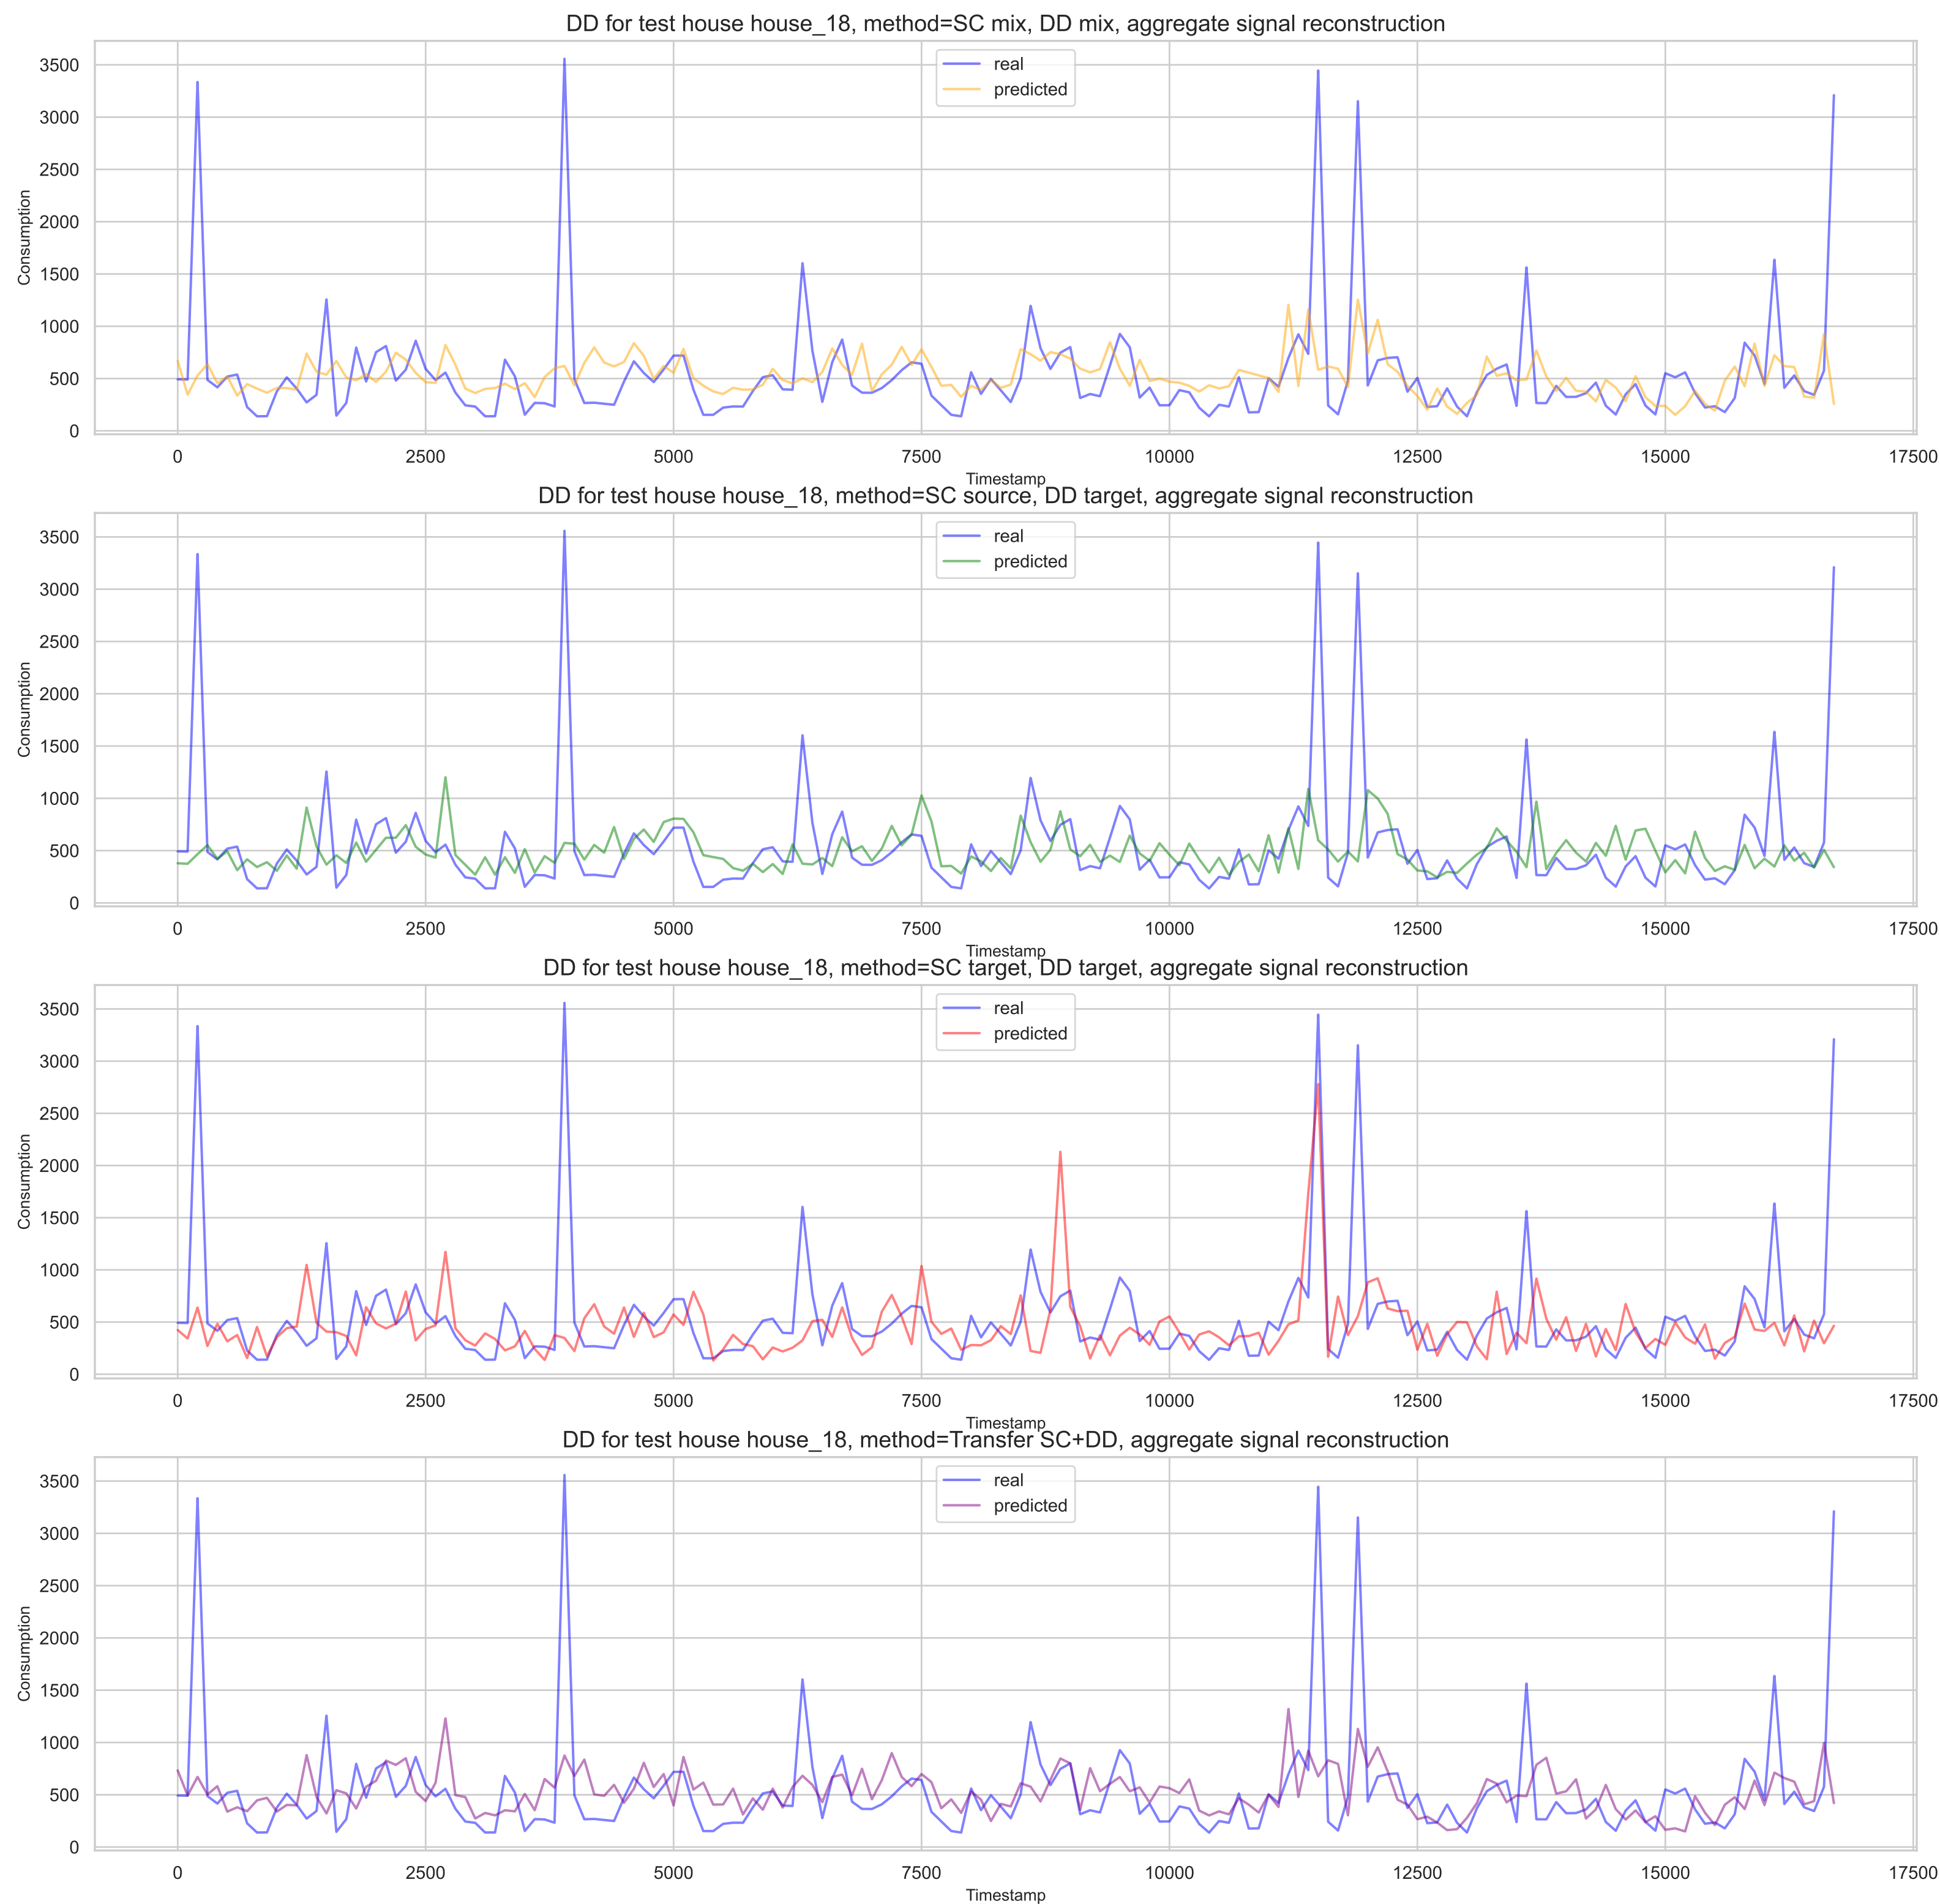 DD for test house house_18, method=SC mix, DD mix, aggregate signal reconstruction
real
predicted
Consumption
3500
3000
2500
2000
1500
1000
500
0
0 2500 5000 7500 10000 12500 15000 17500
Timestamp
DD for test house house_18, method=SC source, DD target, aggregate signal reconstruction
real
predicted
Consumption
3500
3000
2500
2000
1500
1000
500
0
0 2500 5000 7500 10000 12500 15000 17500
Timestamp
DD for test house house_18, method=SC target, DD target, aggregate signal reconstruction
real
predicted
Consumption
3500
3000
2500
2000
1500
1000
500
0
0 2500 5000 7500 10000 12500 15000 17500
Timestamp
DD for test house house_18, method=Transfer SC+DD, aggregate signal reconstruction
real
predicted
Consumption
3500
3000
2500
2000
1500
1000
500
0
0 2500 5000 7500 10000 12500 15000 17500
Timestamp